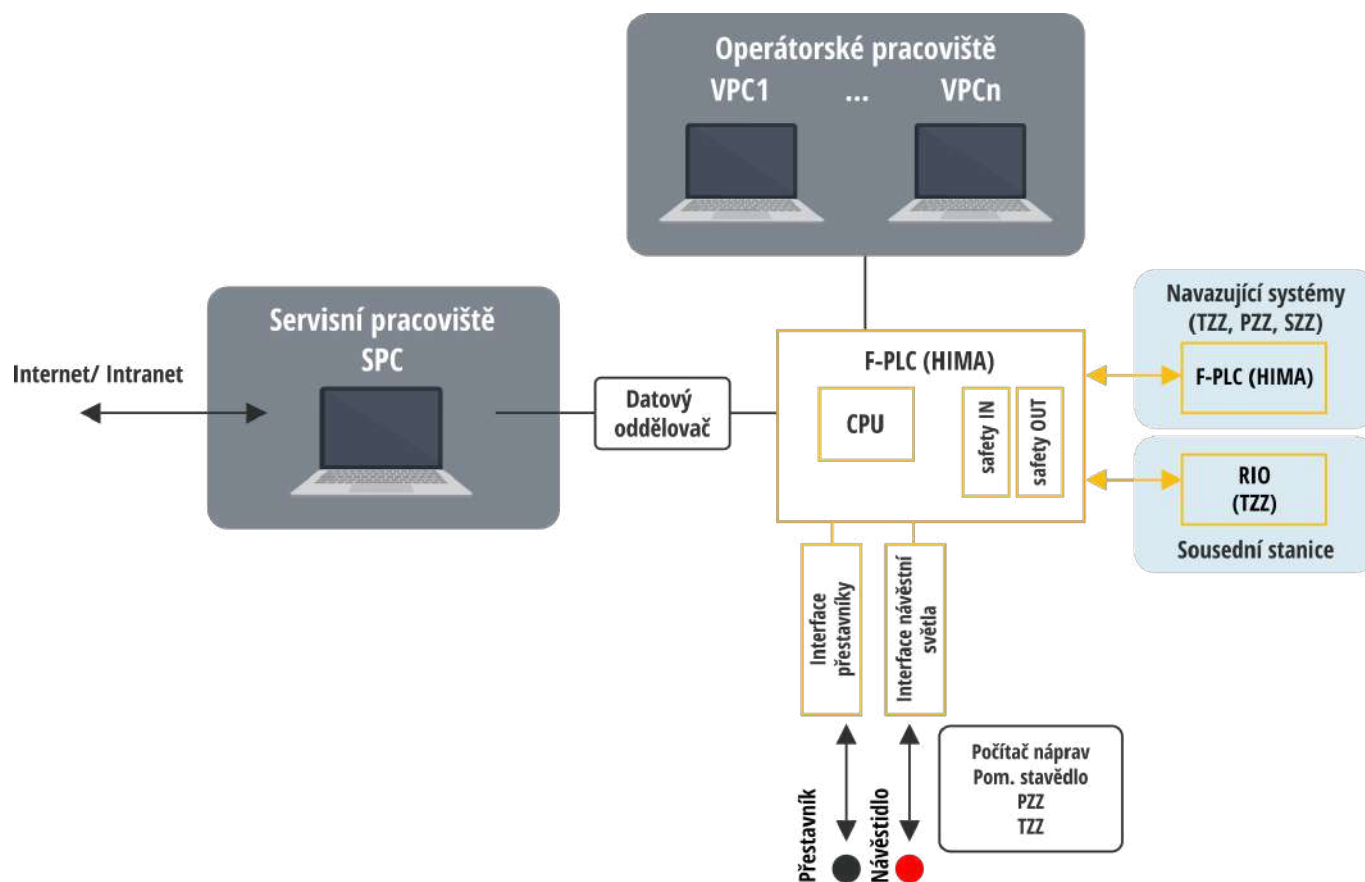 Operátorské pracoviště
VPC1 ... VPCn
Servisní pracoviště
SPC
Internet/ Intranet
Datový
oddělovač
F-PLC (HIMA)
CPU
safety IN
safety OUT
Navazující systémy
(TZZ, PZZ, SZZ)
F-PLC (HIMA)
RIO
(TZZ)
Sousední stanice
Interface
přestavníky
Interface návěstní
světla
Přestavník
Návěstidlo
Počítač náprav
Pom. stavědlo
PZZ
TZZ